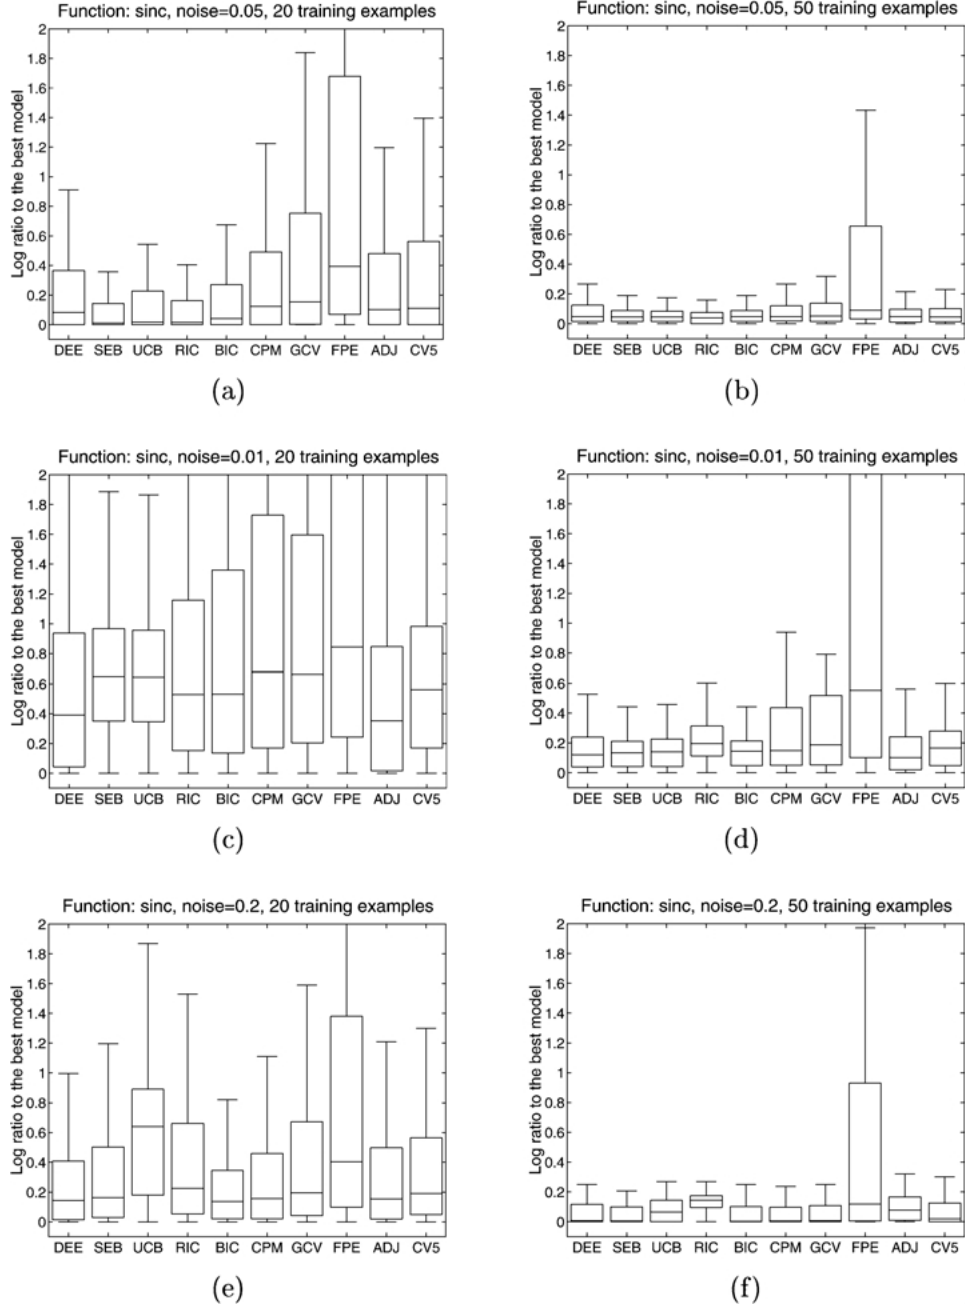 Function: sinc, noise=0.05, 20 training examples
Log ratio to the best model
2
1.8
1.6
1.4
1.2
1
0.8
0.6
0.4
0.2
0
DEE SEB UCB RIC BIC CPM GCV FPE ADJ CV5
(a)
Function: sinc, noise=0.05, 50 training examples
Log ratio to the best model
2
1.8
1.6
1.4
1.2
1
0.8
0.6
0.4
0.2
0
DEE SEB UCB RIC BIC CPM GCV FPE ADJ CV5
(b)
Function: sinc, noise=0.01, 20 training examples
Log ratio to the best model
2
1.8
1.6
1.4
1.2
1
0.8
0.6
0.4
0.2
0
DEE SEB UCB RIC BIC CPM GCV FPE ADJ CV5
(c)
Function: sinc, noise=0.01, 50 training examples
Log ratio to the best model
2
1.8
1.6
1.4
1.2
1
0.8
0.6
0.4
0.2
0
DEE SEB UCB RIC BIC CPM GCV FPE ADJ CV5
(d)
Function: sinc, noise=0.2, 20 training examples
Log ratio to the best model
2
1.8
1.6
1.4
1.2
1
0.8
0.6
0.4
0.2
0
DEE SEB UCB RIC BIC CPM GCV FPE ADJ CV5
(e)
Function: sinc, noise=0.2, 50 training examples
Log ratio to the best model
2
1.8
1.6
1.4
1.2
1
0.8
0.6
0.4
0.2
0
DEE SEB UCB RIC BIC CPM GCV FPE ADJ CV5
(f)